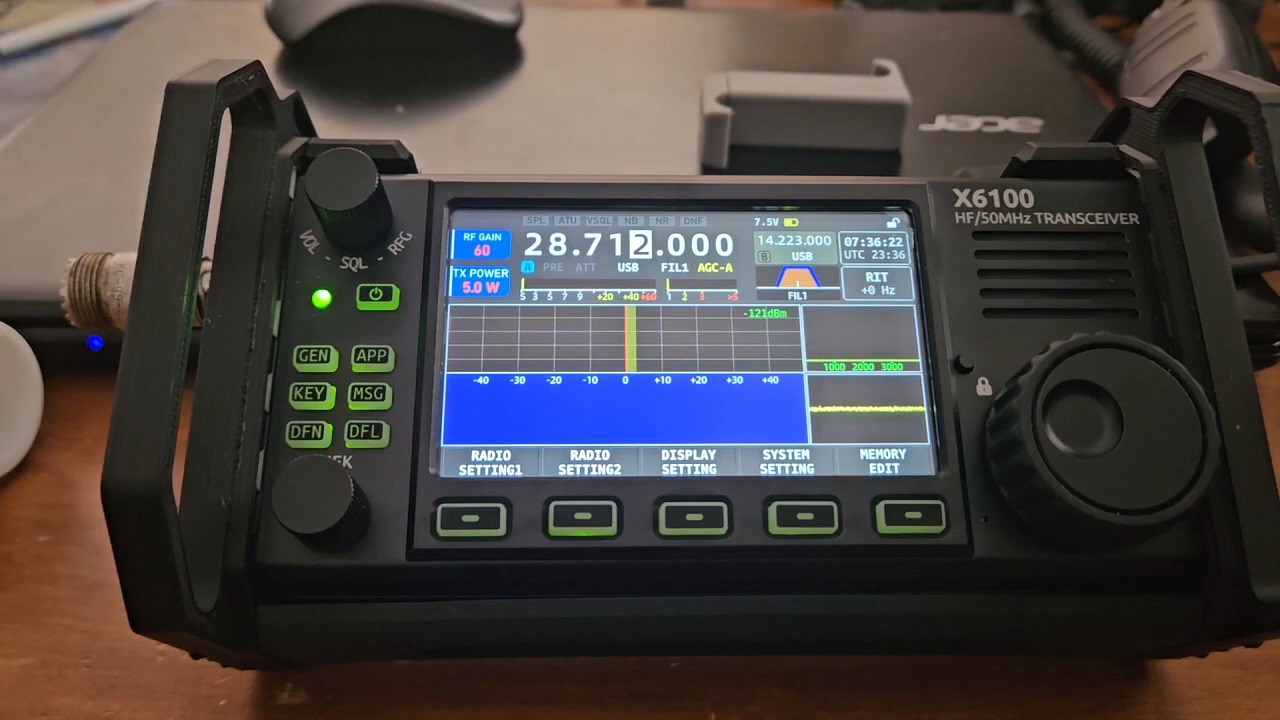 acer
X6100
HF/50MHz TRANSCEIVER
VOL - SQL - RFG
SPL ATU VSQL NB NR DNF
7.5V
RF GAIN
60
28.712.000
14.223.000
B USB
07:36:22
UTC 23:36
A PRE ATT USB FIL1 AGC-A
TX POWER
5.0 W
S 3 5 7 9 +20 +40 +60
1 2 3 >5
FIL1
RIT
+0 Hz
-121dBm
1000 2000 3000
-40 -30 -20 -10 0 +10 +20 +30 +40
GEN APP
KEY MSG
DFN DFL
RADIO SETTING1
RADIO SETTING2
DISPLAY SETTING
SYSTEM SETTING
MEMORY EDIT